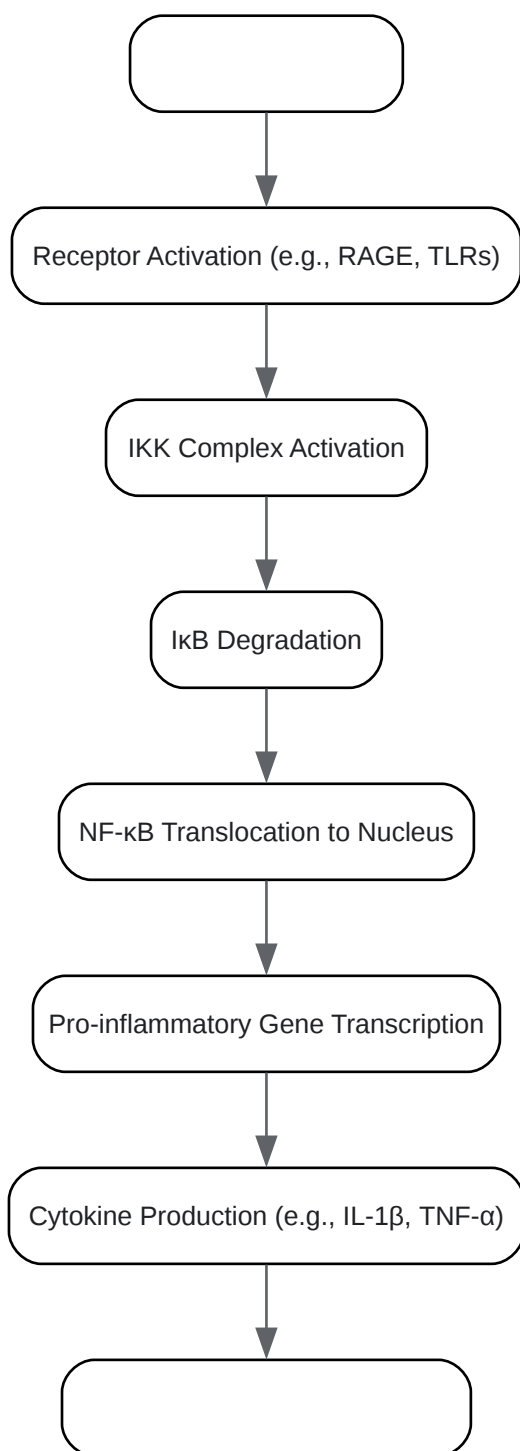 Receptor Activation (e.g., RAGE, TLRs)
IKK Complex Activation
IκB Degradation
NF-κB Translocation to Nucleus
Pro-inflammatory Gene Transcription
Cytokine Production (e.g., IL-1β, TNF-α)